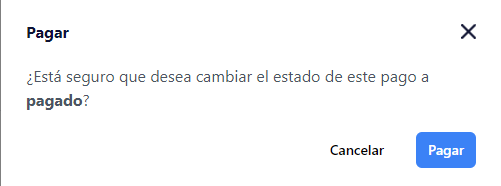 Pagar
¿Está seguro que desea cambiar el estado de este pago a
pagado?
Cancelar
Pagar